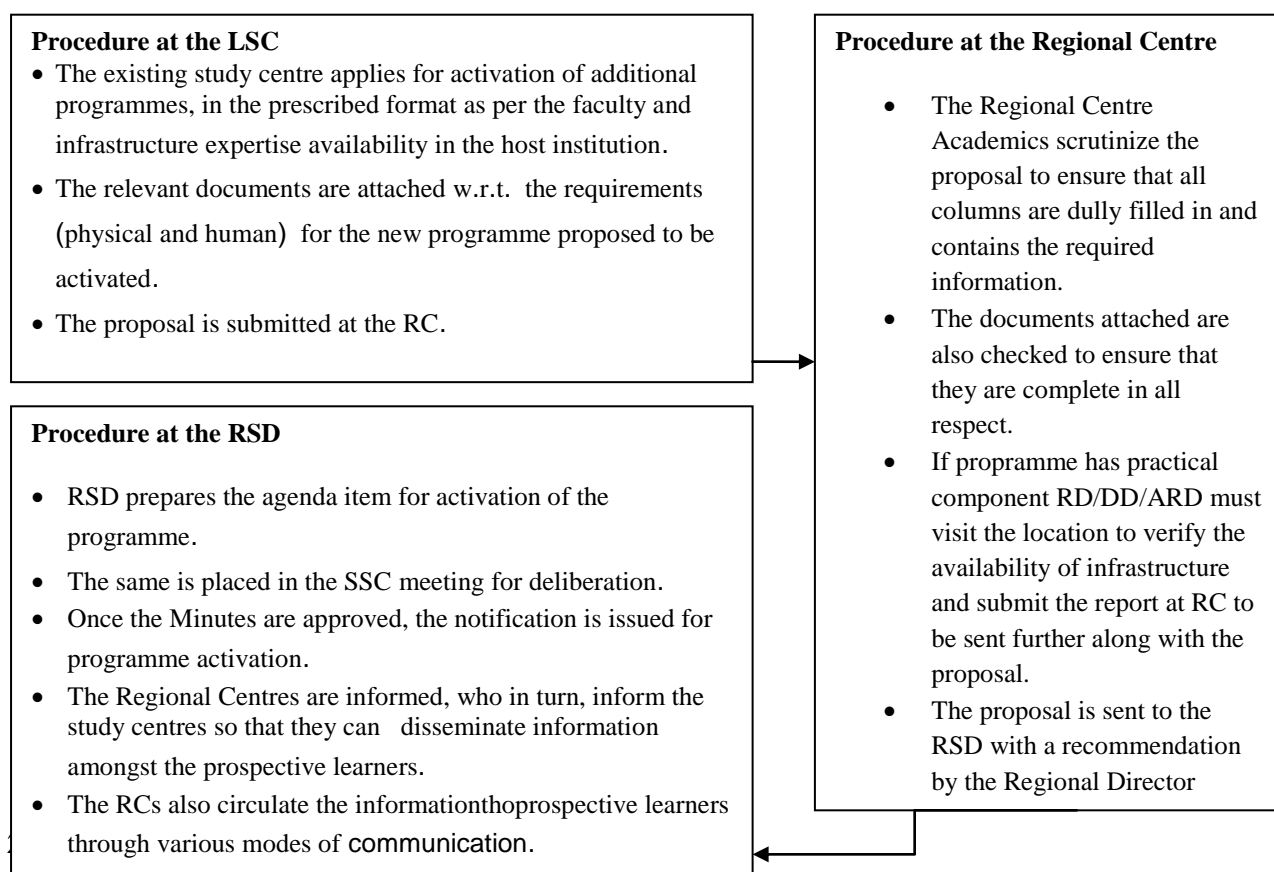 Procedure at the LSC
• The existing study centre applies for activation of additional
programmes, in the prescribed format as per the faculty and
infrastructure expertise availability in the host institution.
• The relevant documents are attached w.r.t. the requirements
(physical and human) for the new programme proposed to be
activated.
• The proposal is submitted at the RC.
Procedure at the Regional Centre
• The Regional Centre
Academics scrutinize the
proposal to ensure that all
columns are dully filled in and
contains the required
information.
• The documents attached are
also checked to ensure that
they are complete in all
respect.
• If propramme has practical
component RD/DD/ARD must
visit the location to verify the
availability of infrastructure
and submit the report at RC to
be sent further along with the
proposal.
• The proposal is sent to the
RSD with a recommendation
by the Regional Director
Procedure at the RSD
• RSD prepares the agenda item for activation of the
programme.
• The same is placed in the SSC meeting for deliberation.
• Once the Minutes are approved, the notification is issued for
programme activation.
• The Regional Centres are informed, who in turn, inform the
study centres so that they can disseminate information
amongst the prospective learners.
• The RCs also circulate the informationthoprospective learners
through various modes of communication.